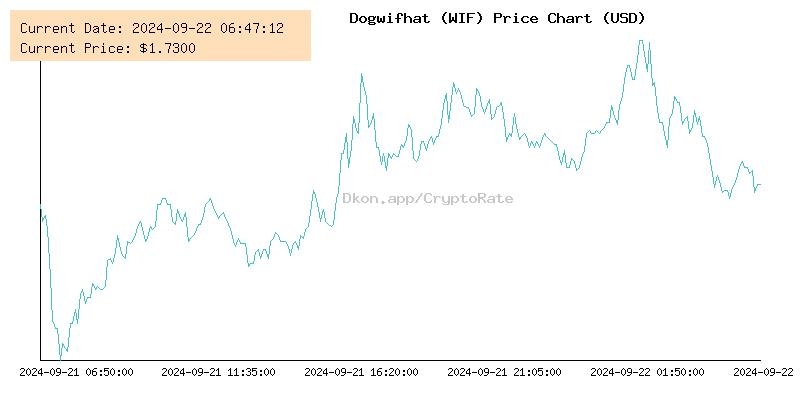 Dogwifhat (WIF) Price Chart (USD)
Current Date: 2024-09-22 06:47:12
Current Price: $1.7300
Dkon.app/CryptoRate
2024-09-21 06:50:00
2024-09-21 11:35:00
2024-09-21 16:20:00
2024-09-21 21:05:00
2024-09-22 01:50:00
2024-09-22